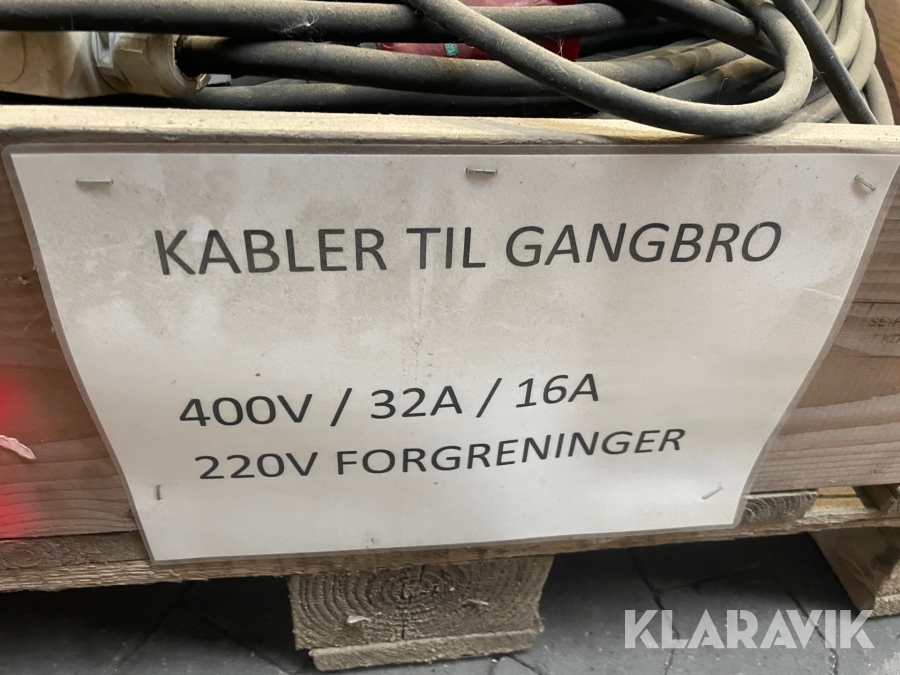 KABLER TIL GANGBRO
400V / 32A / 16A
220V FORGRENINGER
KLARAVIK